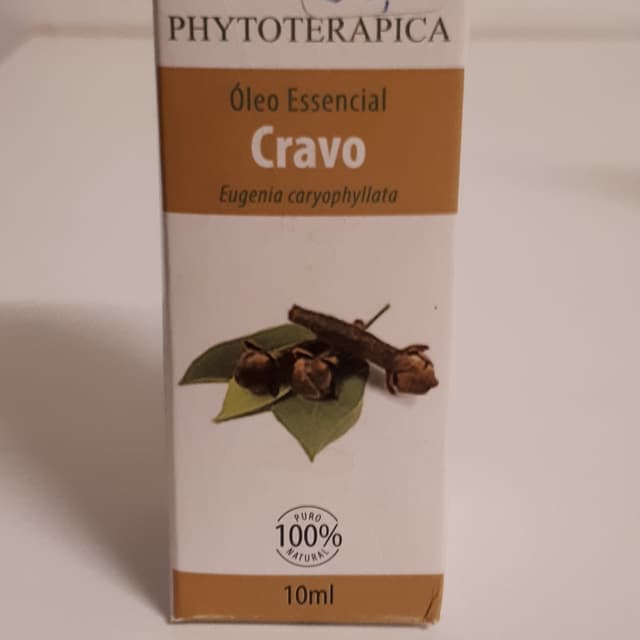 PHYTOTERAPICA
Óleo Essencial
Cravo
Eugenia caryophyllata
PURO
100%
NATURAL
10ml